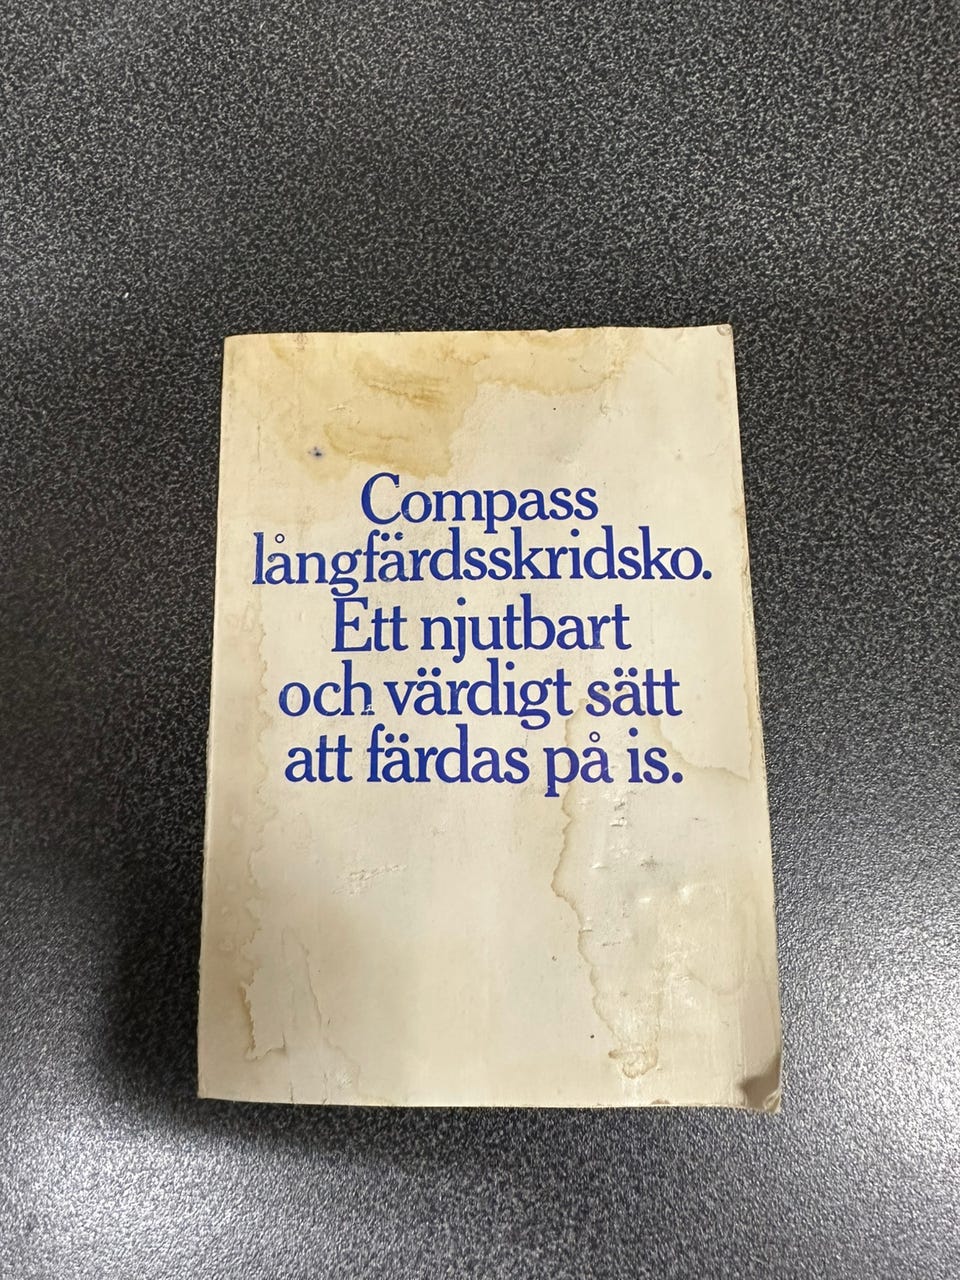 Compass
långfärdsskridsko.
Ett njutbart
och värdigt sätt
att färdas på is.